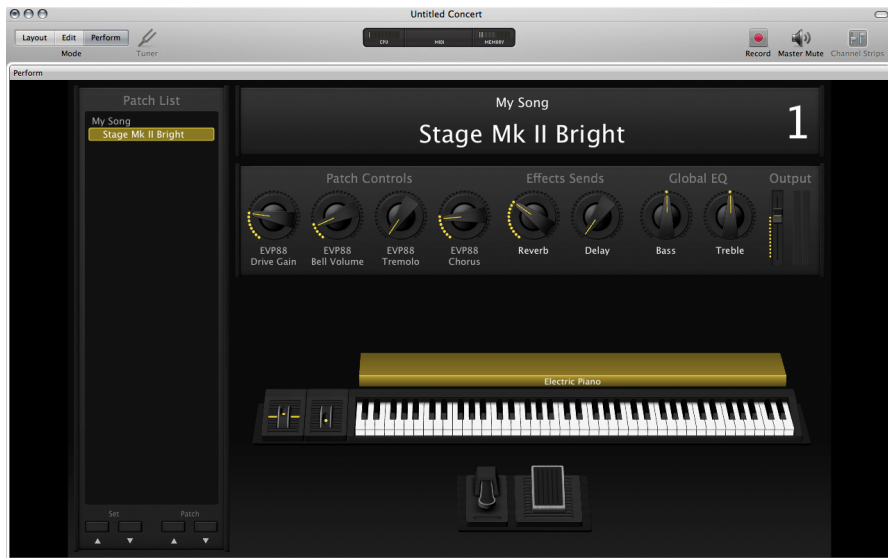 Untitled Concert
Layout Edit Perform
Mode
Tuner
CPU MIDI MEMORY
Record Master Mute Channel Strips
Perform
Patch List
My Song
Stage Mk II Bright
Set Patch
My Song
Stage Mk II Bright
1
Patch Controls Effects Sends Global EQ Output
EVP88 EVP88 EVP88 EVP88 Reverb Delay Bass Treble
Drive Gain Bell Volume Tremolo Chorus
Electric Piano